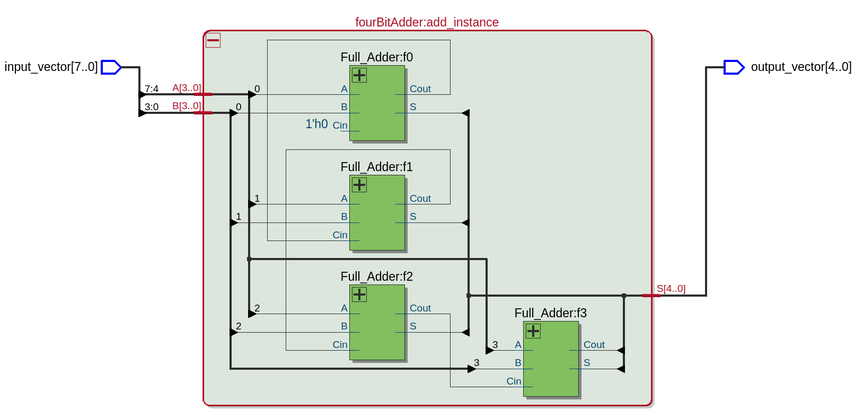 fourBitAdder:add_instance
input_vector[7..0]
7:4 A[3..0]
3:0 B[3..0]
Full_Adder:f0
0 A Cout
0 B S
1'h0 Cin
Full_Adder:f1
1 A Cout
1 B S
Cin
Full_Adder:f2
2 A Cout
2 B S
Cin
Full_Adder:f3
3 A Cout
3 B S
Cin
S[4..0]
output_vector[4..0]